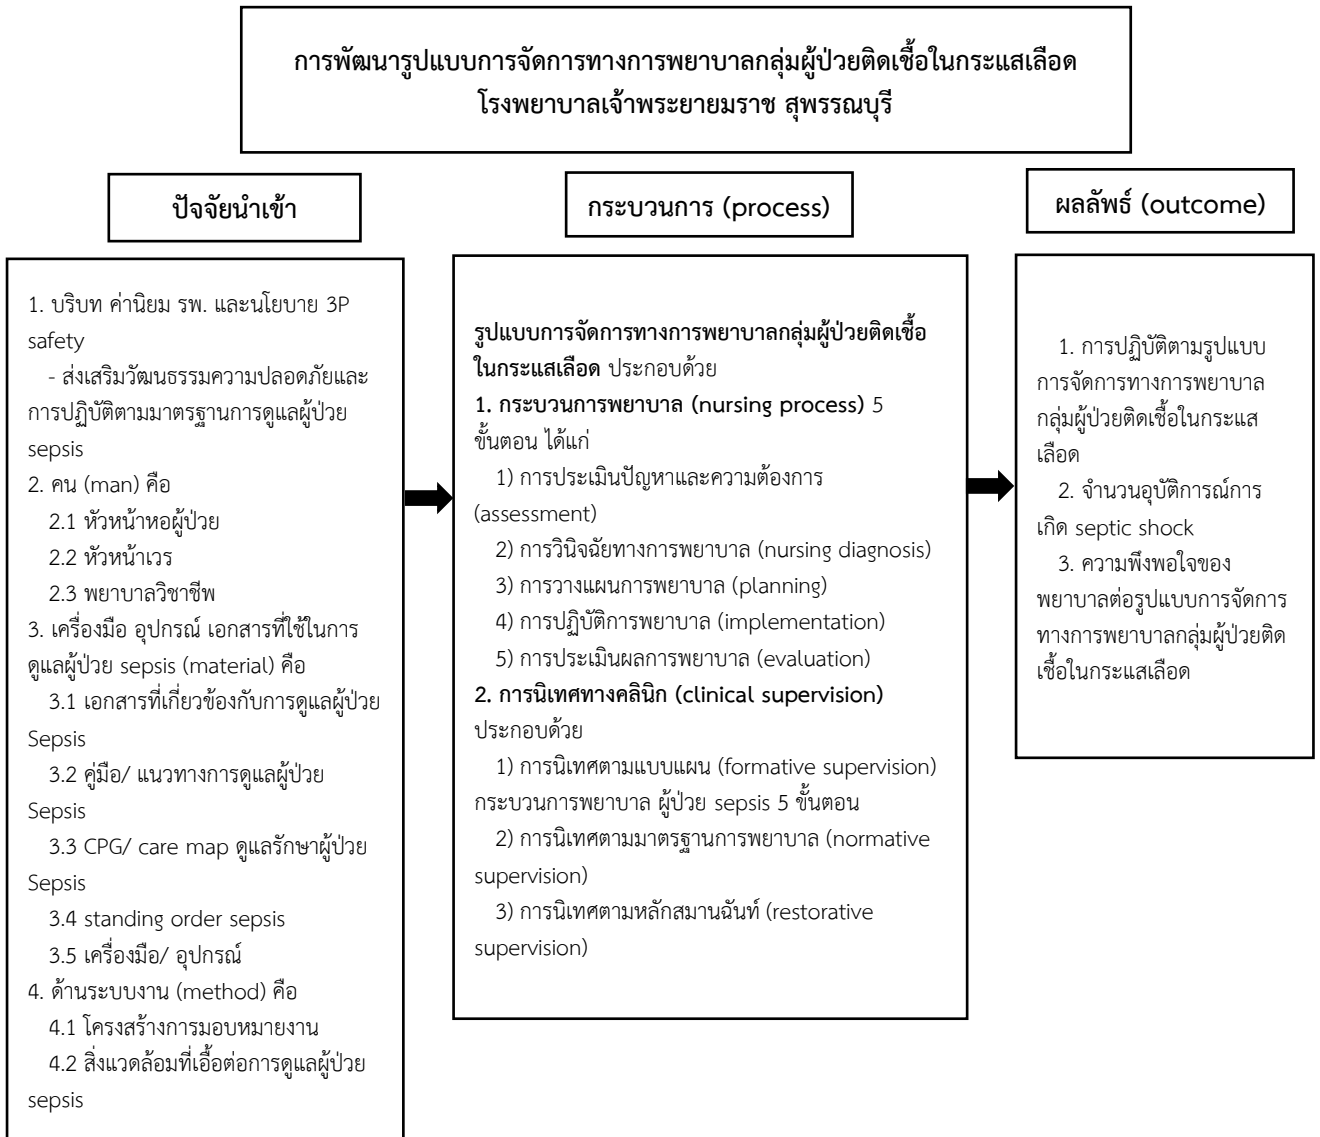 การพัฒนารูปแบบการจัดการทางการพยาบาลกลุ่มผู้ป่วยติดเชื้อในกระแสเลือด
โรงพยาบาลเจ้าพระยายมราช สุพรรณบุรี
ปัจจัยนำเข้า
1. บริบท ค่านิยม รพ. และนโยบาย 3P
safety
- ส่งเสริมวัฒนธรรมความปลอดภัยและ
การปฏิบัติตามมาตรฐานการดูแลผู้ป่วย
sepsis
2. คน (man) คือ
2.1 หัวหน้าหอผู้ป่วย
2.2 หัวหน้าเวร
2.3 พยาบาลวิชาชีพ
3. เครื่องมือ อุปกรณ์ เอกสารที่ใช้ในการ
ดูแลผู้ป่วย sepsis (material) คือ
3.1 เอกสารที่เกี่ยวข้องกับการดูแลผู้ป่วย
Sepsis
3.2 คู่มือ/ แนวทางการดูแลผู้ป่วย
Sepsis
3.3 CPG/ care map ดูแลรักษาผู้ป่วย
Sepsis
3.4 standing order sepsis
3.5 เครื่องมือ/ อุปกรณ์
4. ด้านระบบงาน (method) คือ
4.1 โครงสร้างการมอบหมายงาน
4.2 สิ่งแวดล้อมที่เอื้อต่อการดูแลผู้ป่วย
sepsis
กระบวนการ (process)
รูปแบบการจัดการทางการพยาบาลกลุ่มผู้ป่วยติดเชื้อ
ในกระแสเลือด ประกอบด้วย
1. กระบวนการพยาบาล (nursing process) 5
ขั้นตอน ได้แก่
1) การประเมินปัญหาและความต้องการ
(assessment)
2) การวินิจฉัยทางการพยาบาล (nursing diagnosis)
3) การวางแผนการพยาบาล (planning)
4) การปฏิบัติการพยาบาล (implementation)
5) การประเมินผลการพยาบาล (evaluation)
2. การนิเทศทางคลินิก (clinical supervision)
ประกอบด้วย
1) การนิเทศตามแบบแผน (formative supervision)
กระบวนการพยาบาล ผู้ป่วย sepsis 5 ขั้นตอน
2) การนิเทศตามมาตรฐานการพยาบาล (normative
supervision)
3) การนิเทศตามหลักสมานฉันท์ (restorative
supervision)
ผลลัพธ์ (outcome)
1. การปฏิบัติตามรูปแบบ
การจัดการทางการพยาบาล
กลุ่มผู้ป่วยติดเชื้อในกระแส
เลือด
2. จำนวนอุบัติการณ์การ
เกิด septic shock
3. ความพึงพอใจของ
พยาบาลต่อรูปแบบการจัดการ
ทางการพยาบาลกลุ่มผู้ป่วยติด
เชื้อในกระแสเลือด